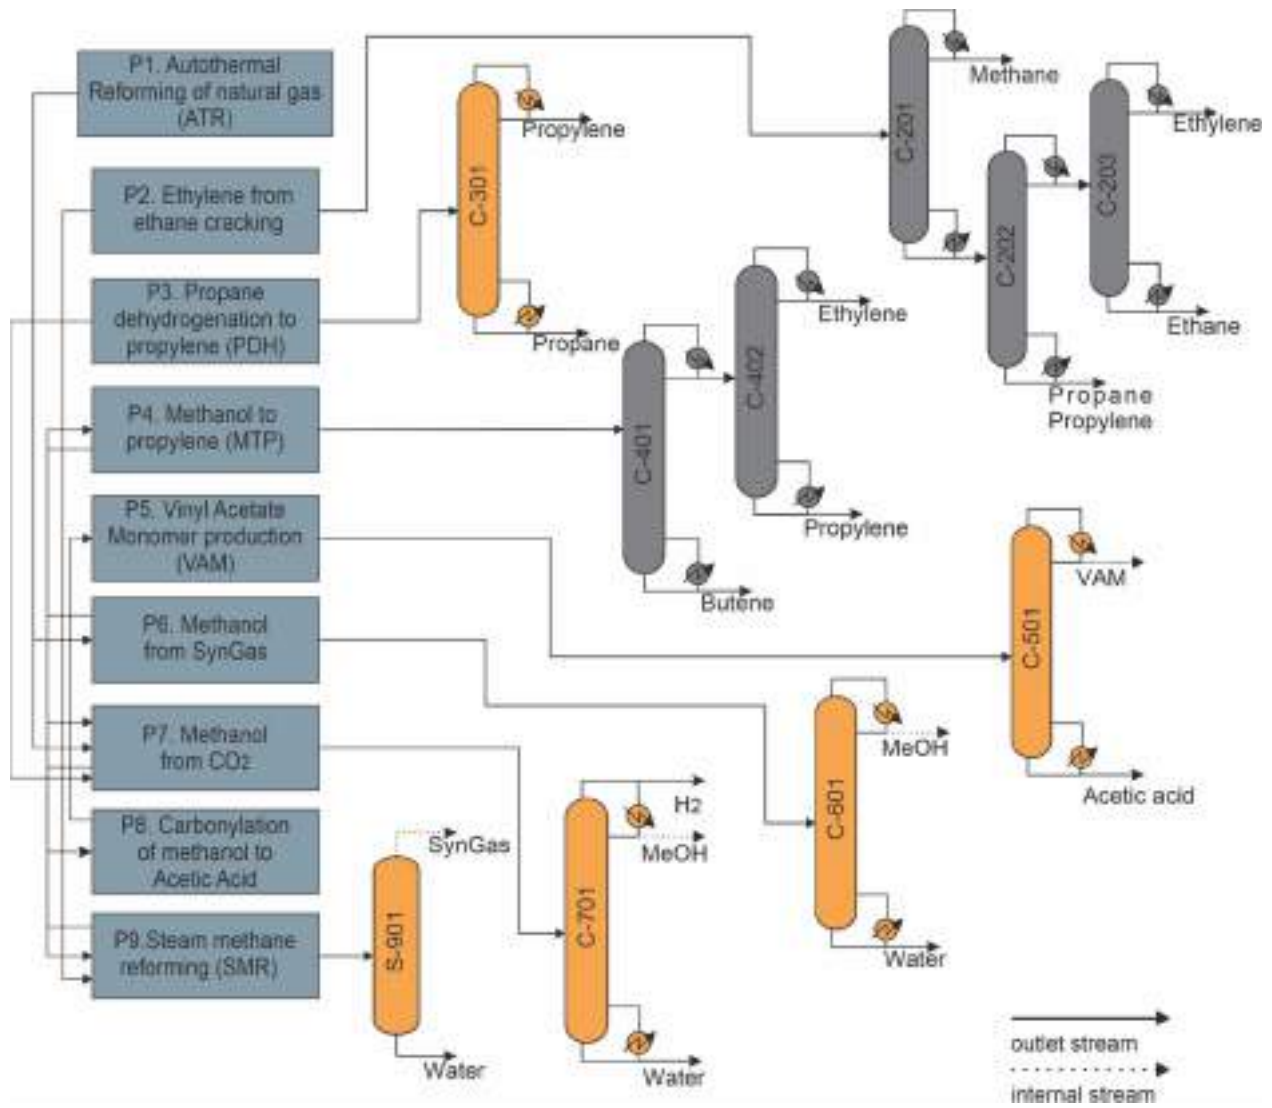 P1. Autothermal
Reforming of natural gas
(ATR)
P2. Ethylene from
ethane cracking
P3. Propane
dehydrogenation to
propylene (PDH)
P4. Methanol to
propylene (MTP)
P5. Vinyl Acetate
Monomer production
(VAM)
P6. Methanol
from SynGas
P7. Methanol
from CO2
P8. Carbonylation
of methanol to
Acetic Acid
P9.Steam methane
reforming (SMR)
C-301
Propylene
Propane
C-201
Methane
C-202
Propane
Propylene
C-203
Ethylene
Ethane
C-401
Butene
C-402
Ethylene
Propylene
C-501
VAM
Acetic acid
C-601
MeOH
Water
C-701
H2
MeOH
Water
S-901
SynGas
Water
outlet stream
internal stream